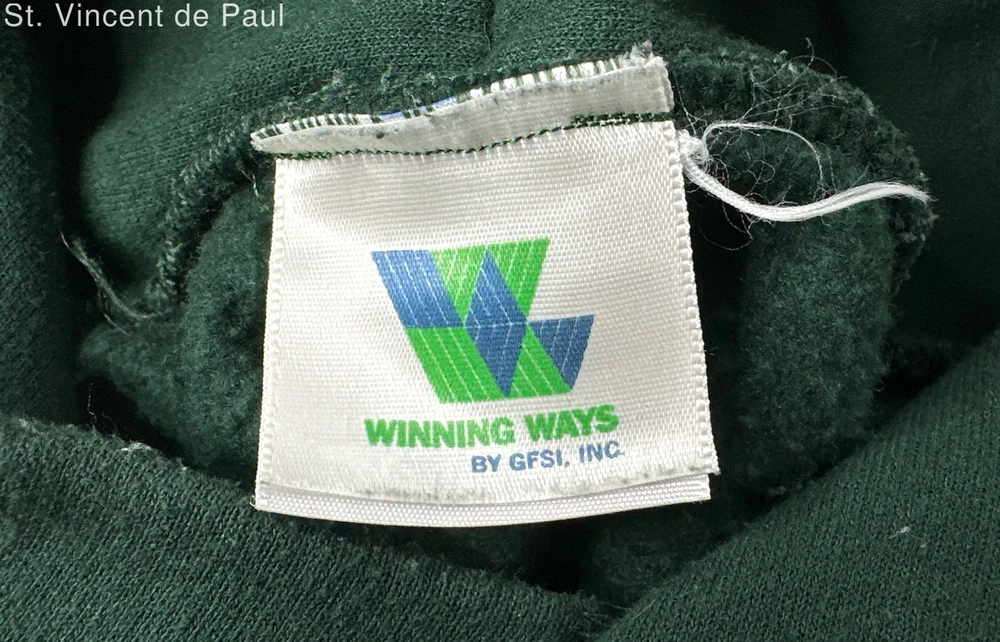 St. Vincent de Paul
WINNING WAYS
BY GFSI, INC.